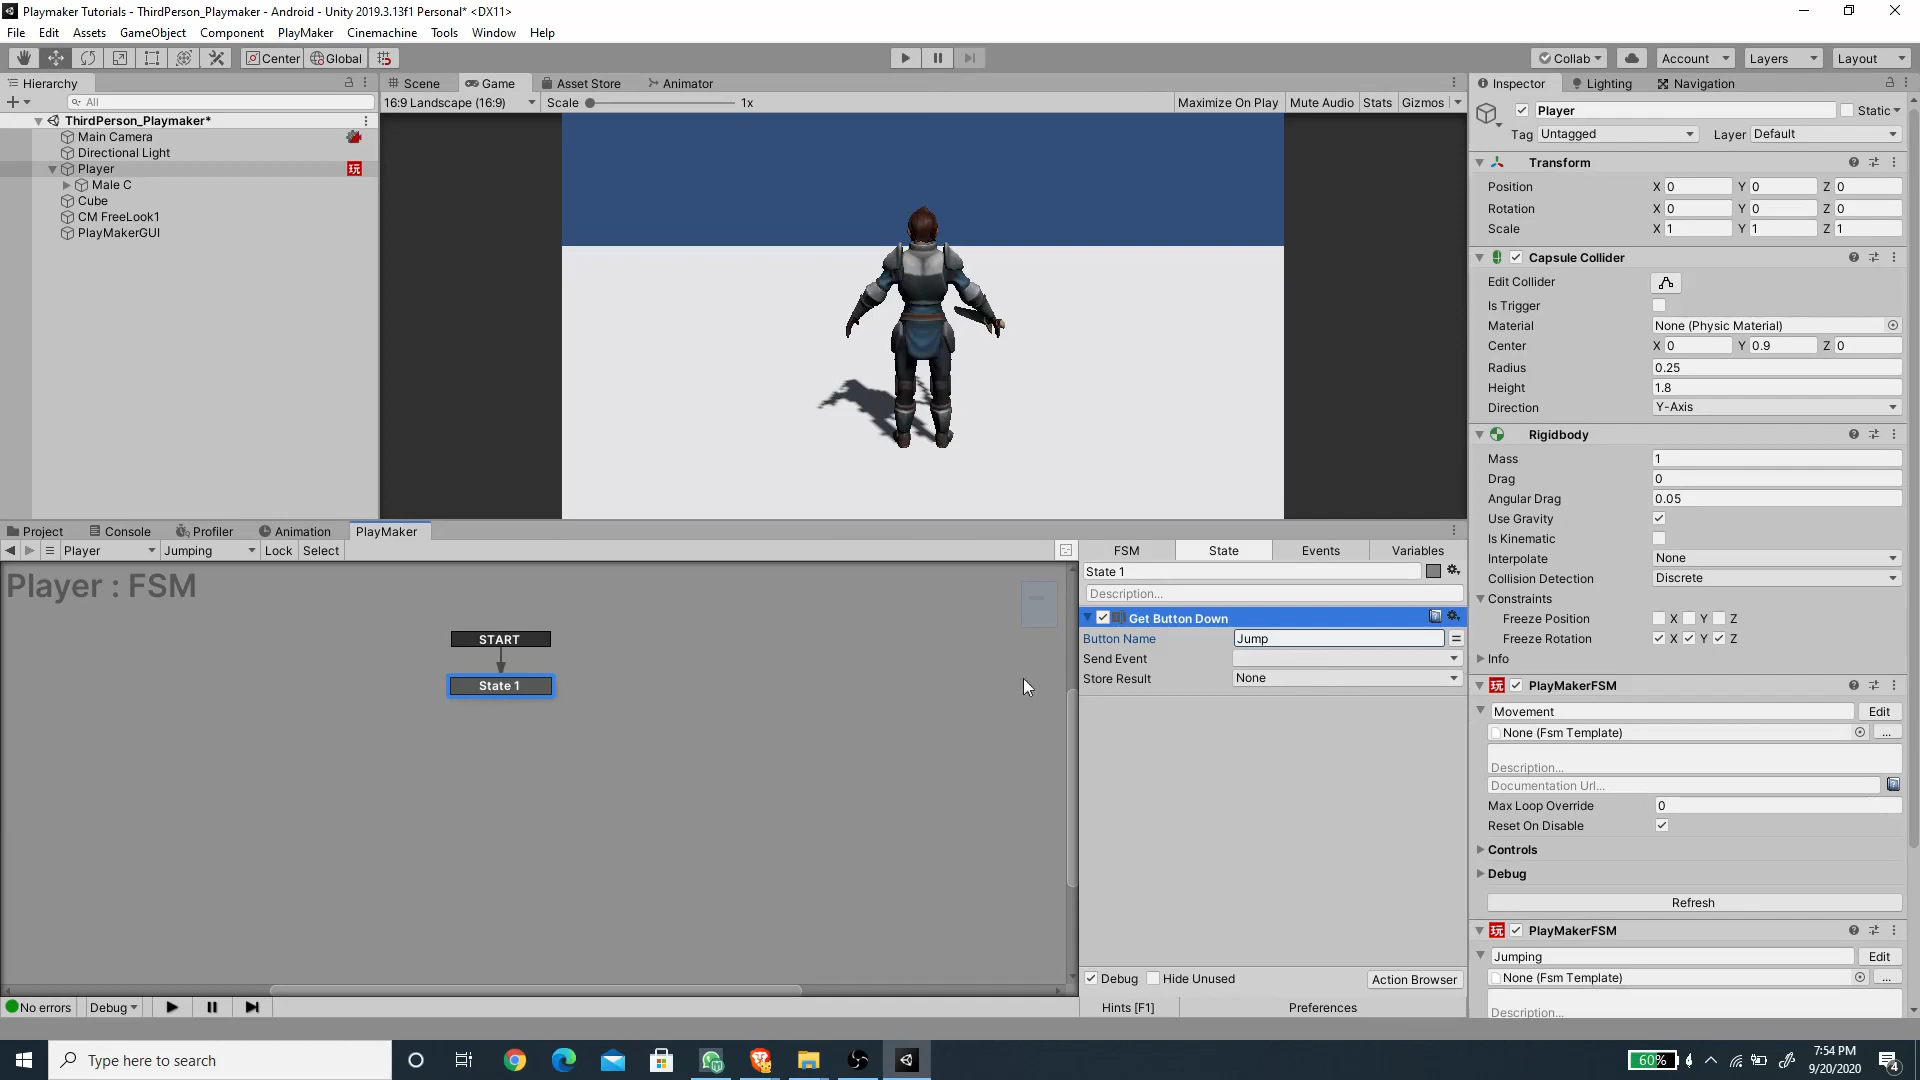 Playmaker Tutorials - ThirdPerson_Playmaker - Android - Unity 2019.3.13f1 Personal* <DX11>
File Edit Assets GameObject Component PlayMaker Cinemachine Tools Window Help
Center Global Collab Account Layers Layout
Hierarchy Scene Game Asset Store Animator Inspector Lighting Navigation
All 16:9 Landscape (16:9) Scale 1x Maximize On Play Mute Audio Stats Gizmos
ThirdPerson_Playmaker*
Main Camera
Directional Light
Player 玩
Male C
Cube
CM FreeLook1
PlayMakerGUI
Player Static
Tag Untagged Layer Default
Transform
Position X 0 Y 0 Z 0
Rotation X 0 Y 0 Z 0
Scale X 1 Y 1 Z 1
Capsule Collider
Edit Collider
Is Trigger
Material None (Physic Material)
Center X 0 Y 0.9 Z 0
Radius 0.25
Height 1.8
Direction Y-Axis
Rigidbody
Mass 1
Drag 0
Angular Drag 0.05
Use Gravity
Is Kinematic
Interpolate None
Collision Detection Discrete
Constraints
Freeze Position X Y Z
Freeze Rotation X Y Z
Info
玩 PlayMakerFSM
Movement Edit
None (Fsm Template) ...
Description...
Documentation Url...
Max Loop Override 0
Reset On Disable
Controls
Debug
Refresh
玩 PlayMakerFSM
Jumping Edit
None (Fsm Template) ...
Description...
Project Console Profiler Animation PlayMaker
Player Jumping Lock Select FSM State Events Variables
Player : FSM
START
State 1
State 1
Description...
Get Button Down
Button Name Jump =
Send Event
Store Result None
Debug Hide Unused Action Browser
No errors Debug Hints [F1] Preferences
Type here to search 60% 7:54 PM
9/20/2020 4